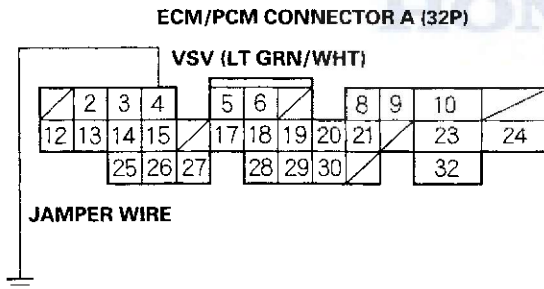 ECM/PCM CONNECTOR A (32P)
VSV (LT GRN/WHT)
2 3 4 5 6 8 9 10
12 13 14 15 17 18 19 20 21 23 24
25 26 27 28 29 30 32
JAMPER WIRE